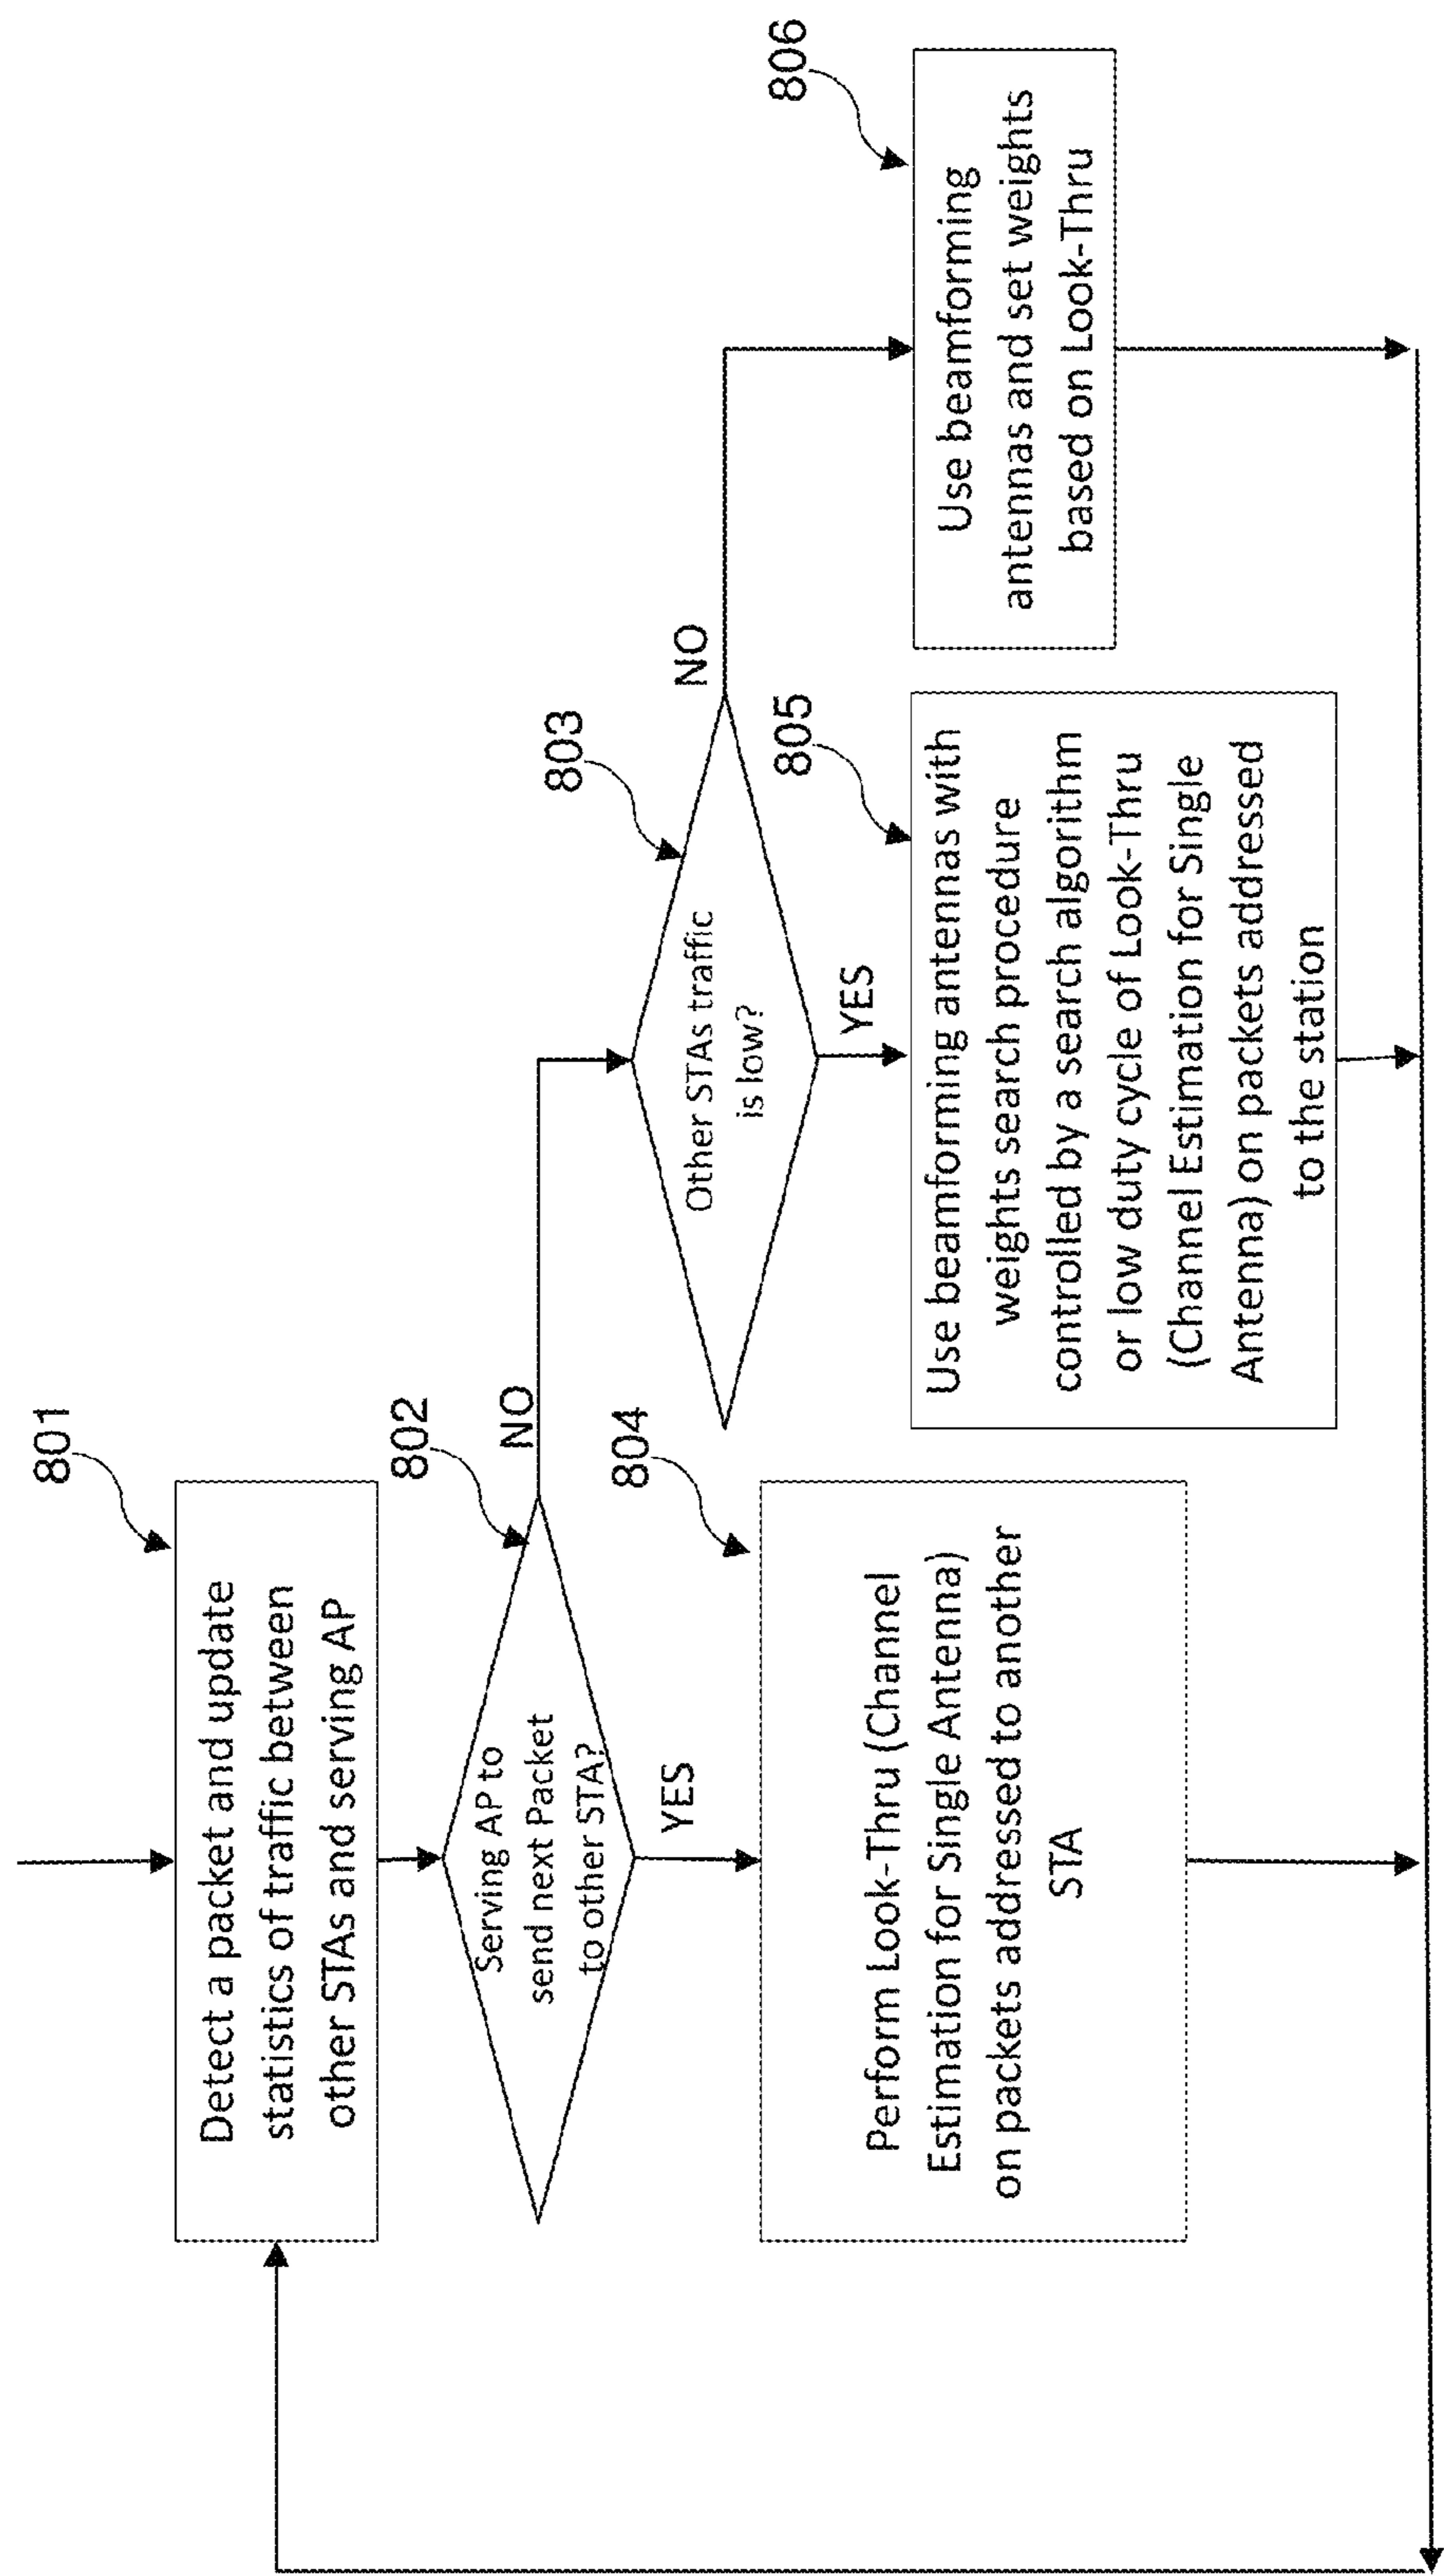 801
Detect a packet and update
statistics of traffic between
other STAs and serving AP
802
Serving AP to
send next Packet
to other STA?
NO
YES
803
Other STAs traffic
is low?
NO
YES
804
Perform Look-Thru (Channel
Estimation for Single Antenna)
on packets addressed to another
STA
805
Use beamforming antennas with
weights search procedure
controlled by a search algorithm
or low duty cycle of Look-Thru
(Channel Estimation for Single
Antenna) on packets addressed
to the station
806
Use beamforming
antennas and set weights
based on Look-Thru